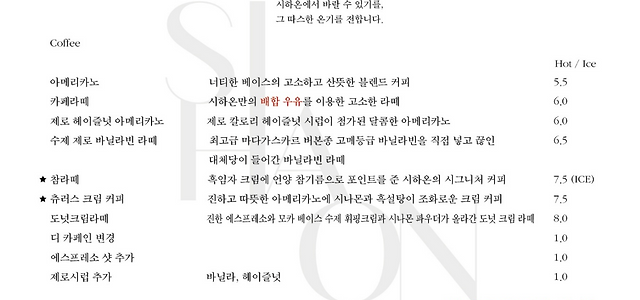 시하온에서 바랄 수 있기를,
그 따스한 온기를 전합니다.
SI
HA
ON
Coffee
Hot / Ice
아메리카노 너티한 베이스의 고소하고 산뜻한 블렌드 커피 5.5
카페라떼 시하온만의 배합 우유를 이용한 고소한 라떼 6.0
제로 헤이즐넛 아메리카노 제로 칼로리 헤이즐넛 시럽이 첨가된 달콤한 아메리카노 6.0
수제 제로 바닐라빈 라떼 최고급 마다가스카르 버본종 고메등급 바닐라빈을 직접 넣고 끓인 6.5
대체당이 들어간 바닐라빈 라떼
★ 참라떼 흑임자 크림에 언양 참기름으로 포인트를 준 시하온의 시그니처 커피 7.5 (ICE)
★ 츄러스 크림 커피 진하고 따뜻한 아메리카노에 시나몬과 흑설탕이 조화로운 크림 커피 7.5
도넛크림라떼 진한 에스프레소와 모카 베이스 수제 휘핑크림과 시나몬 파우더가 올라간 도넛 크림 라떼 8.0
디 카페인 변경 1.0
에스프레소 샷 추가 1.0
제로시럽 추가 바닐라, 헤이즐넛 1.0